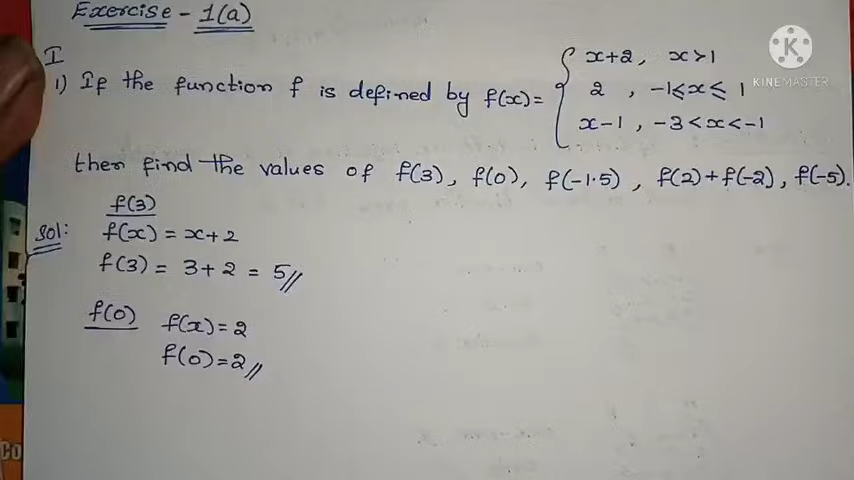 Exercise - 1(a)
I
1) If the function f is defined by f(x)= { x+2, x>1
2, -1≤x≤1
x-1, -3<x<-1
then find the values of f(3), f(0), f(-1.5), f(2)+f(-2), f(-5).
Sol: f(3)
f(x) = x+2
f(3) = 3+2 = 5//
f(0) f(x)=2
f(0)=2//
K
KINEMASTER
Co